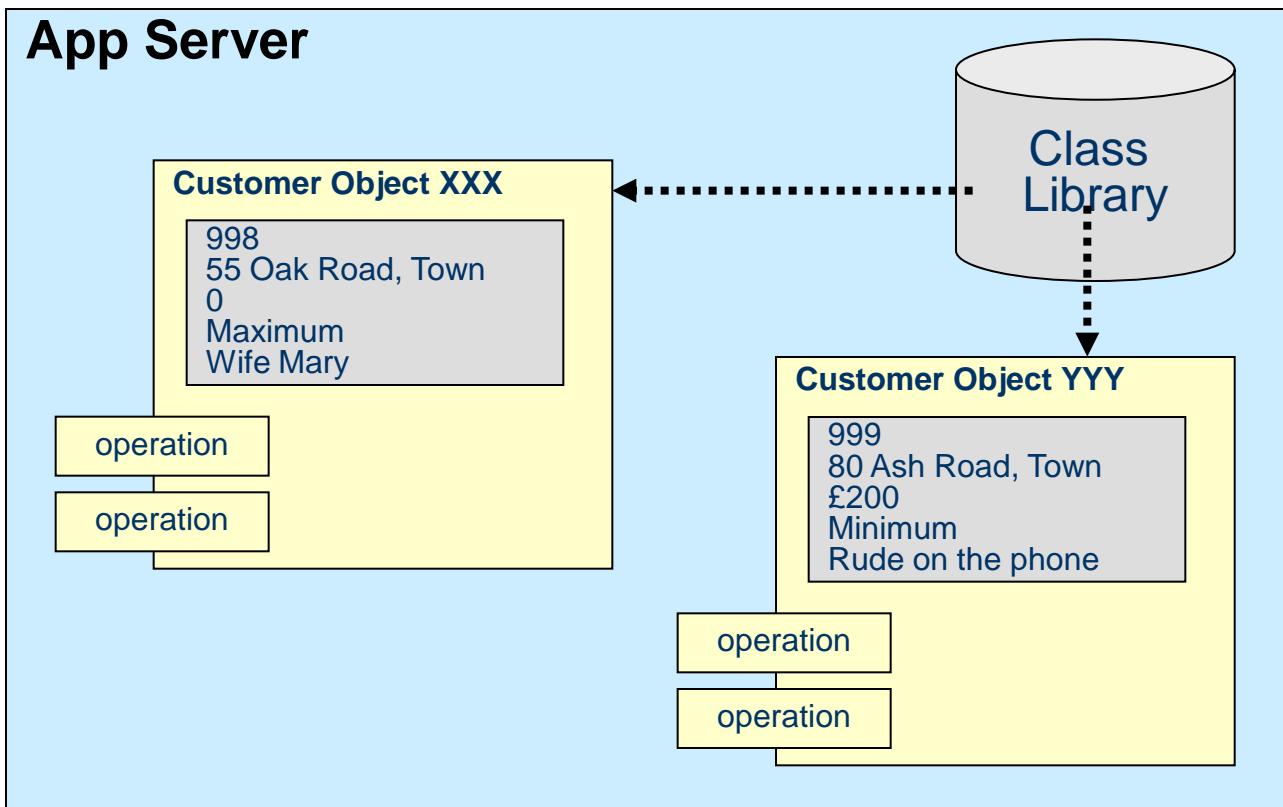 App Server
Class
Library
Customer Object XXX
998
55 Oak Road, Town
0
Maximum
Wife Mary
operation
operation
Customer Object YYY
999
80 Ash Road, Town
£200
Minimum
Rude on the phone
operation
operation